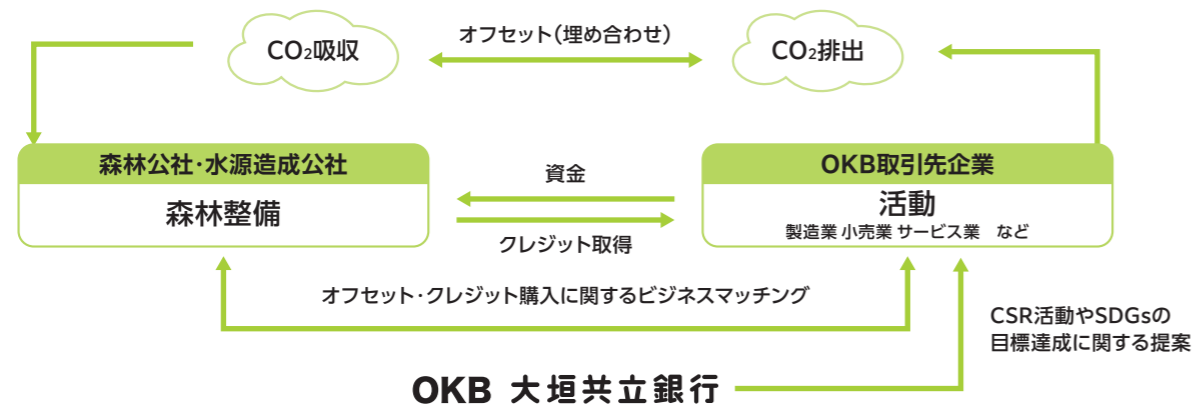 CO₂吸収
オフセット(埋め合わせ)
CO₂排出
森林公社・水源造成公社
森林整備
資金
クレジット取得
OKB取引先企業
活動
製造業 小売業 サービス業　など
オフセット・クレジット購入に関するビジネスマッチング
CSR活動やSDGsの
目標達成に関する提案
OKB 大垣共立銀行